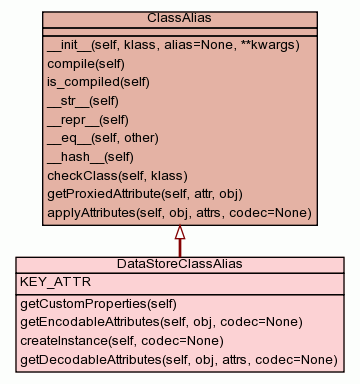 ClassAlias
__init__(self, klass, alias=None, **kwargs)
compile(self)
is_compiled(self)
__str__(self)
__repr__(self)
__eq__(self, other)
__hash__(self)
checkClass(self, klass)
getProxiedAttribute(self, attr, obj)
applyAttributes(self, obj, attrs, codec=None)
DataStoreClassAlias
KEY_ATTR
getCustomProperties(self)
getEncodableAttributes(self, obj, codec=None)
createInstance(self, codec=None)
getDecodableAttributes(self, obj, attrs, codec=None)